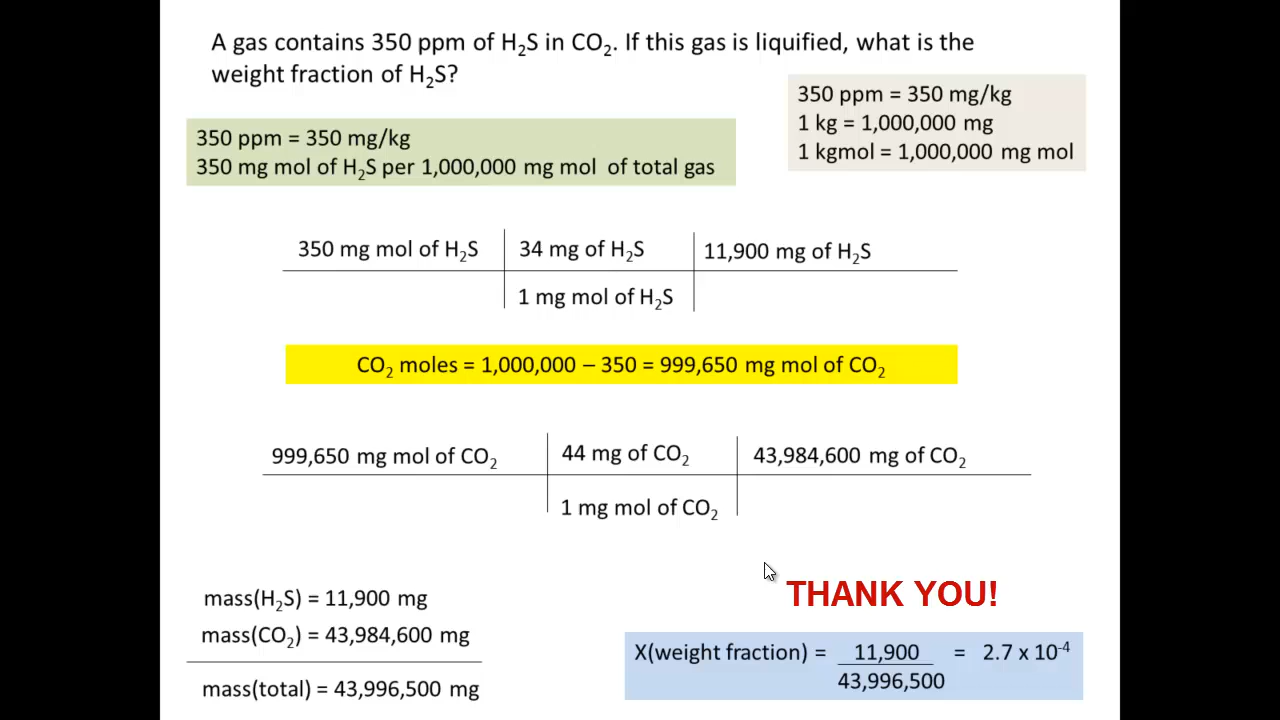 A gas contains 350 ppm of H₂S in CO₂. If this gas is liquified, what is the
weight fraction of H₂S?
350 ppm = 350 mg/kg
1 kg = 1,000,000 mg
1 kgmol = 1,000,000 mg mol
350 ppm = 350 mg/kg
350 mg mol of H₂S per 1,000,000 mg mol of total gas
350 mg mol of H₂S
34 mg of H₂S
11,900 mg of H₂S
1 mg mol of H₂S
CO₂ moles = 1,000,000 – 350 = 999,650 mg mol of CO₂
999,650 mg mol of CO₂
44 mg of CO₂
43,984,600 mg of CO₂
1 mg mol of CO₂
mass(H₂S) = 11,900 mg
mass(CO₂) = 43,984,600 mg
mass(total) = 43,996,500 mg
THANK YOU!
X(weight fraction) = 11,900 = 2.7 x 10⁻⁴
43,996,500